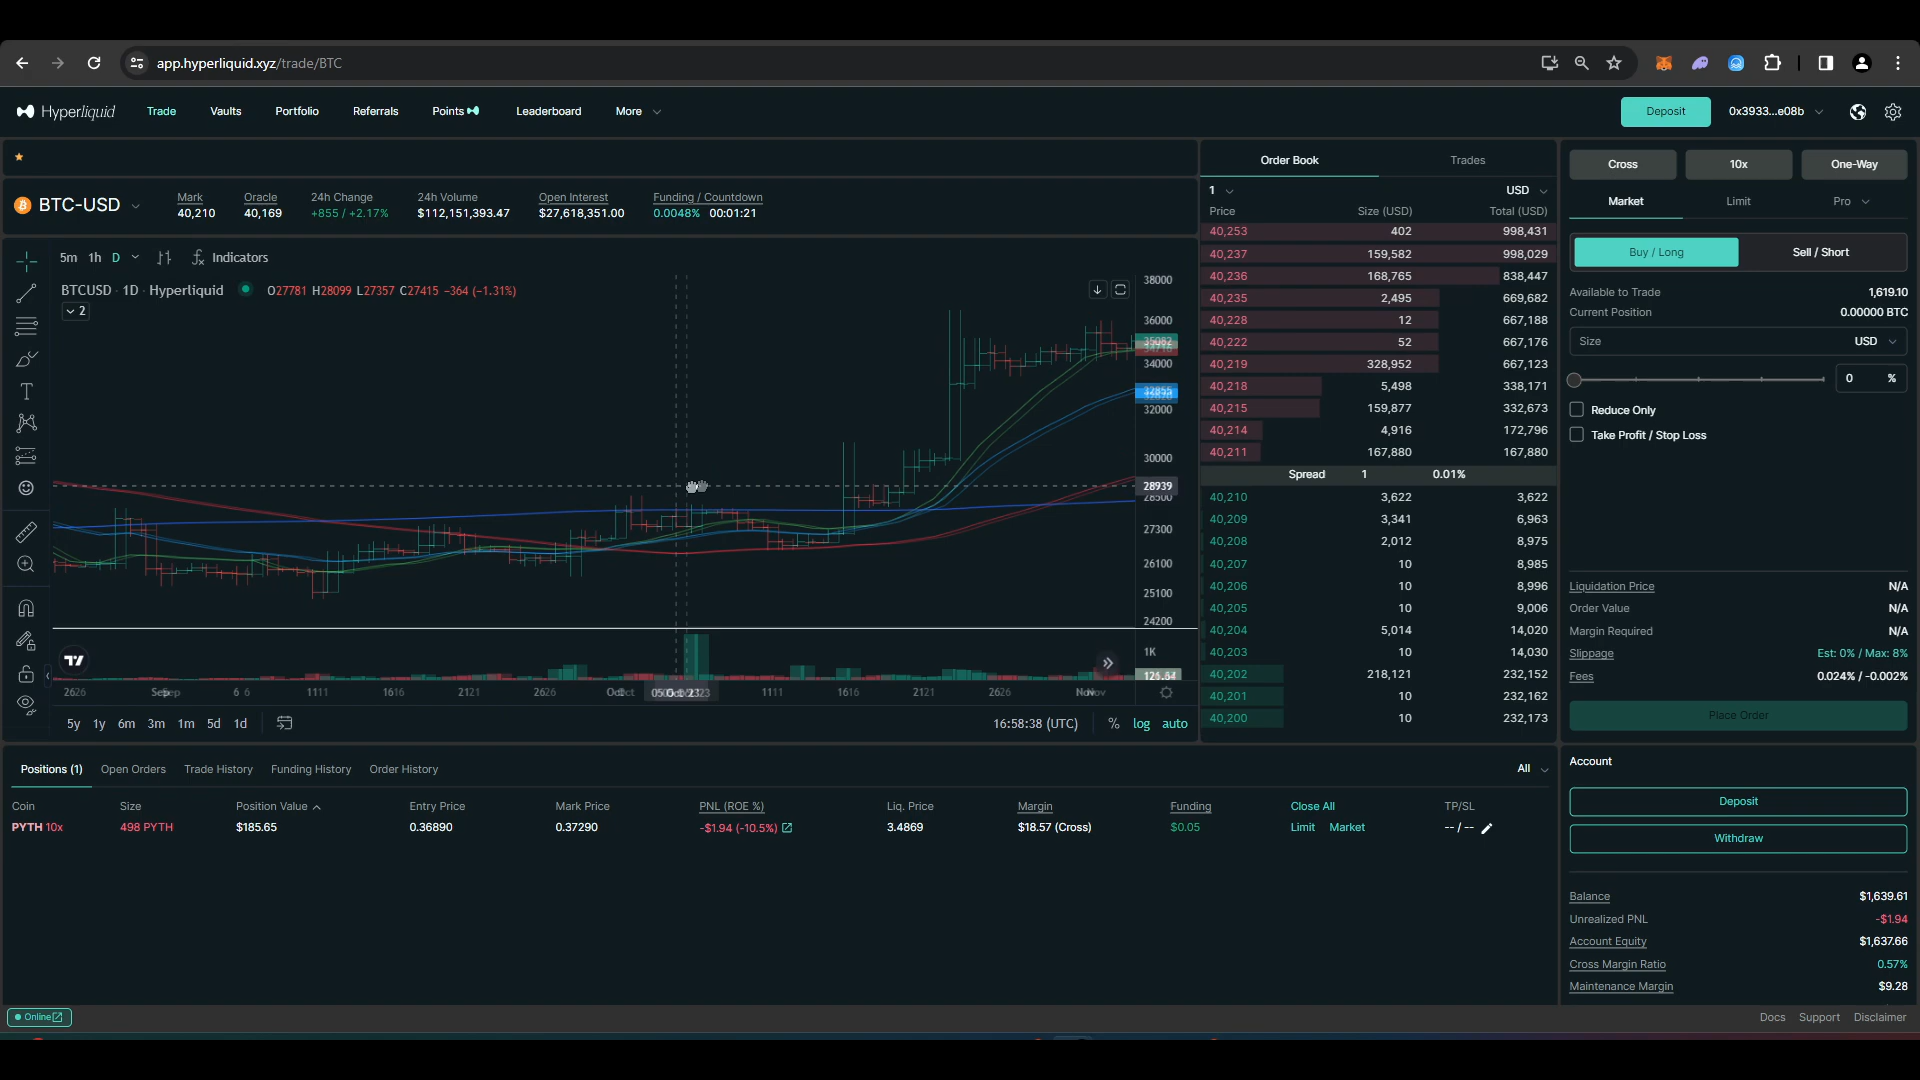 app.hyperliquid.xyz/trade/BTC
Hyperliquid Trade Vaults Portfolio Referrals Points Leaderboard More Deposit 0x3933...e08b
BTC-USD
Mark Oracle 24h Change 24h Volume Open Interest Funding / Countdown
40,210 40,169 +855 / +2.17% $112,151,393.47 $27,618,351.00 0.0048% 00:01:21
5m 1h D Indicators
BTCUSD · 1D · Hyperliquid O27781 H28099 L27357 C27415 −364 (−1.31%)
2
38000
36000
34000
32000
30000
28939
28500
27300
26100
25100
24200
1K
16:58:38 (UTC) % log auto
5y 1y 6m 3m 1m 5d 1d
Order Book Trades
1 USD
Price Size (USD) Total (USD)
40,253 402 998,431
40,237 159,582 998,029
40,236 168,765 838,447
40,235 2,495 669,682
40,228 12 667,188
40,222 52 667,176
40,219 328,952 667,123
40,218 5,498 338,171
40,215 159,877 332,673
40,214 4,916 172,796
40,211 167,880 167,880
Spread 1 0.01%
40,210 3,622 3,622
40,209 3,341 6,963
40,208 2,012 8,975
40,207 10 8,985
40,206 10 8,996
40,205 10 9,006
40,204 5,014 14,020
40,203 10 14,030
40,202 218,121 232,152
40,201 10 232,162
40,200 10 232,173
Cross 10x One-Way
Market Limit Pro
Buy / Long Sell / Short
Available to Trade 1,619.10
Current Position 0.00000 BTC
Size USD
0 %
Reduce Only
Take Profit / Stop Loss
Liquidation Price N/A
Order Value N/A
Margin Required N/A
Slippage Est: 0% / Max: 8%
Fees 0.024% / -0.002%
Place Order
Positions (1) Open Orders Trade History Funding History Order History All
Coin Size Position Value Entry Price Mark Price PNL (ROE %) Liq. Price Margin Funding Close All TP/SL
PYTH 10x 498 PYTH $185.65 0.36890 0.37290 -$1.94 (-10.5%) 3.4869 $18.57 (Cross) $0.05 Limit Market -- / --
Account
Deposit
Withdraw
Balance $1,639.61
Unrealized PNL -$1.94
Account Equity $1,637.66
Cross Margin Ratio 0.57%
Maintenance Margin $9.28
Online Docs Support Disclaimer